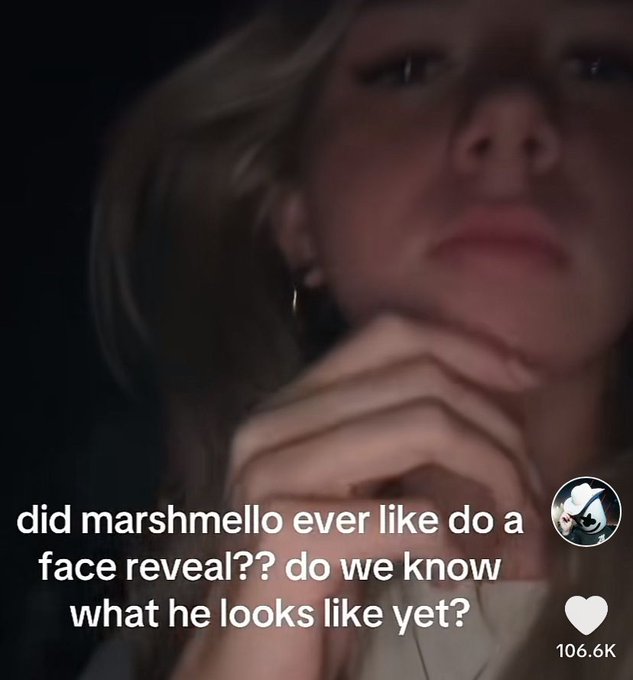 did marshmello ever like do a
face reveal?? do we know
what he looks like yet?
106.6K